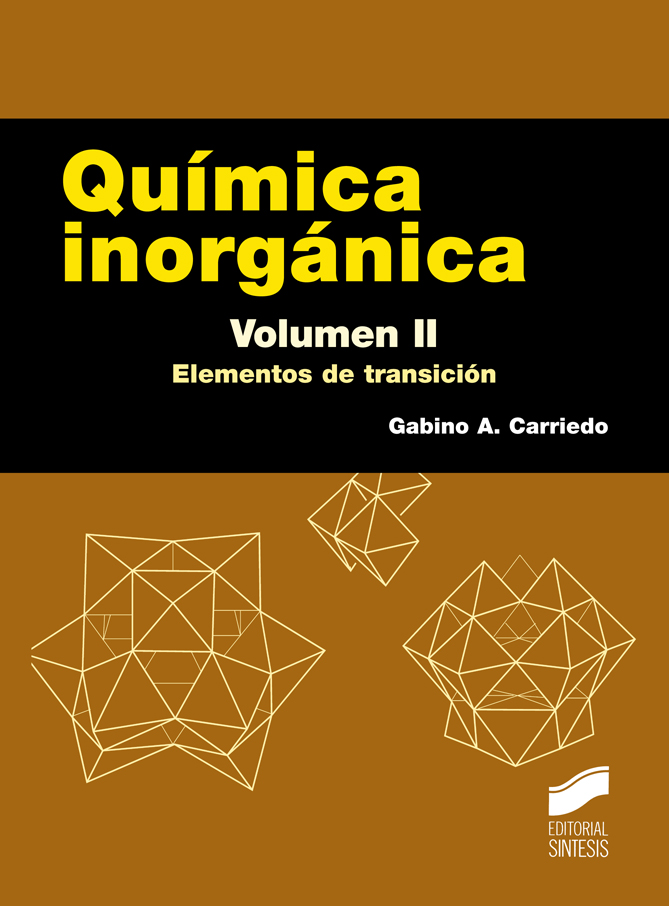 Química
inorgánica
Volumen II
Elementos de transición
Gabino A. Carriedo
EDITORIAL
SINTESIS